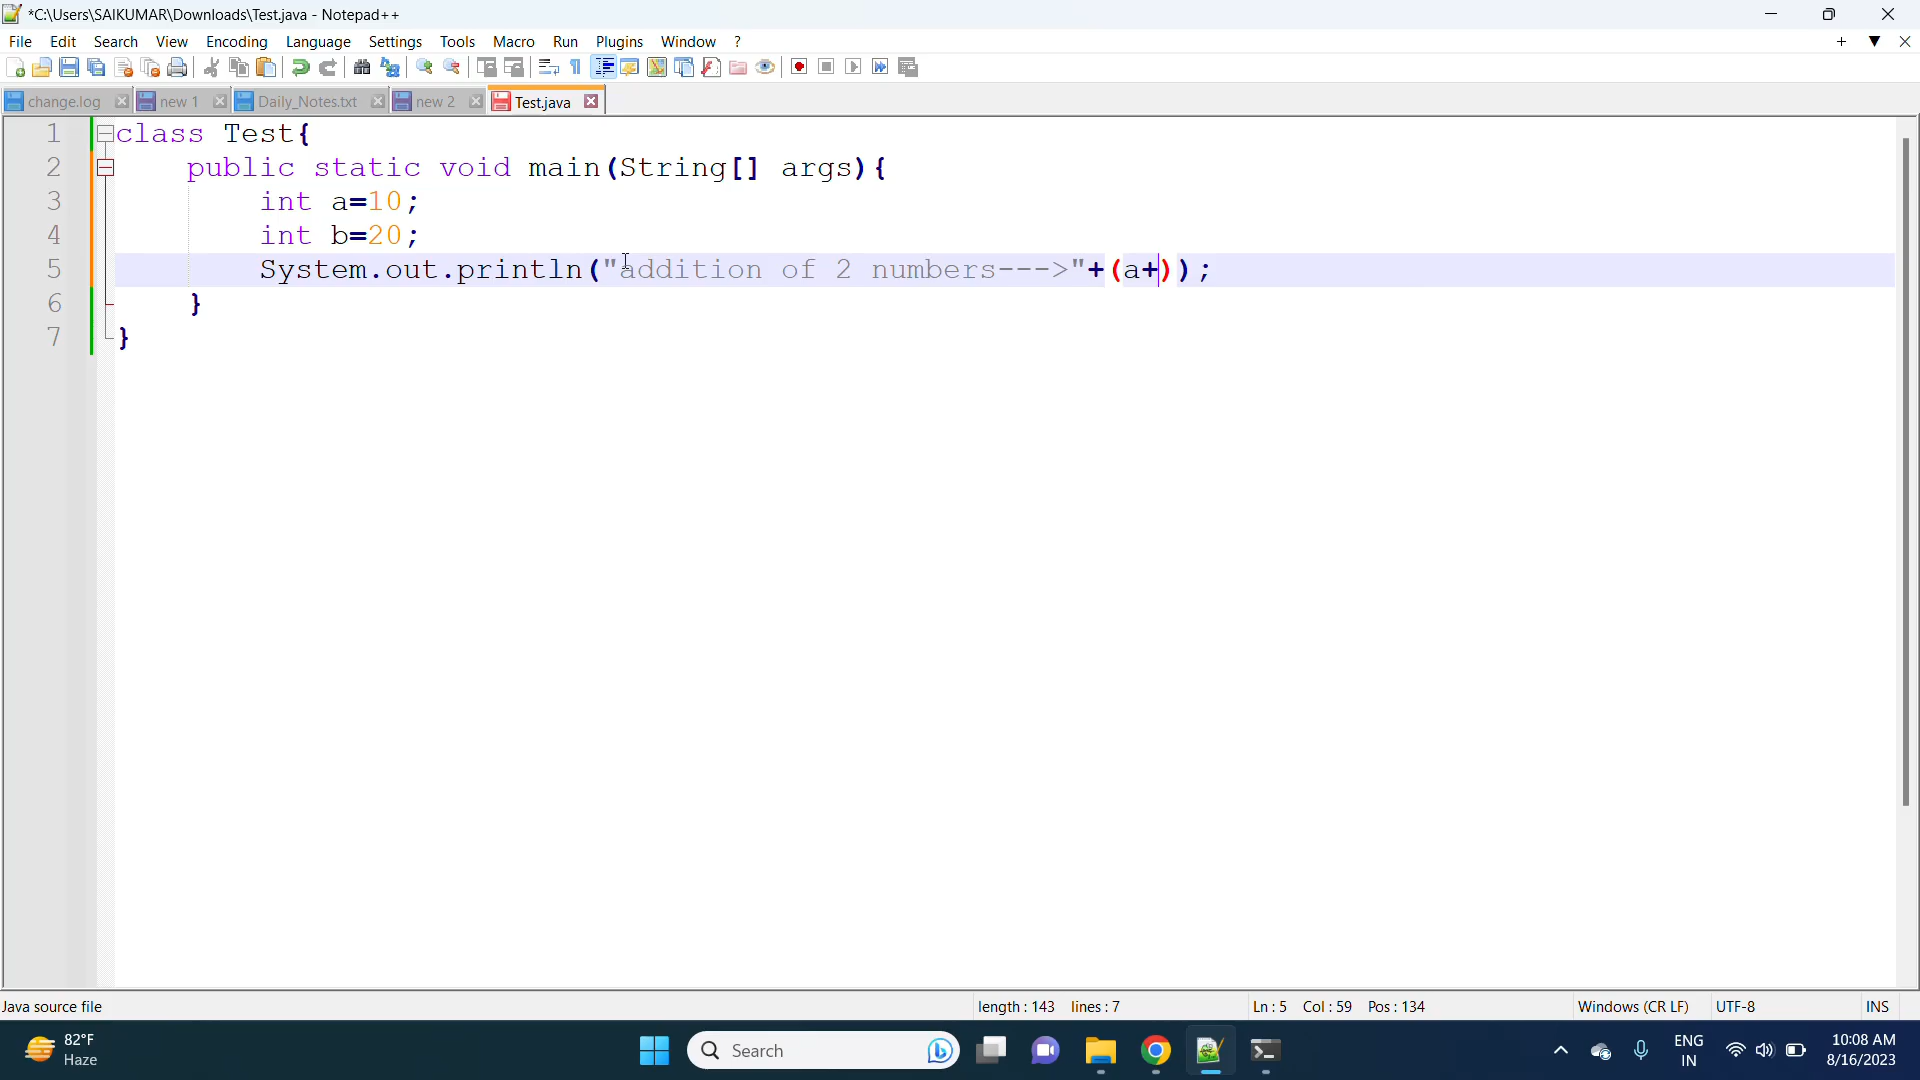 *C:\Users\SAIKUMAR\Downloads\Test.java - Notepad++
File Edit Search View Encoding Language Settings Tools Macro Run Plugins Window ?
change.log new 1 Daily_Notes.txt new 2 Test.java
1 class Test{
2 public static void main(String[] args){
3 int a=10;
4 int b=20;
5 System.out.println("addition of 2 numbers--->"+(a+));
6 }
7 }
Java source file length : 143 lines : 7 Ln : 5 Col : 59 Pos : 134 Windows (CR LF) UTF-8 INS
82°F
Haze
Search
ENG
IN
10:08 AM
8/16/2023